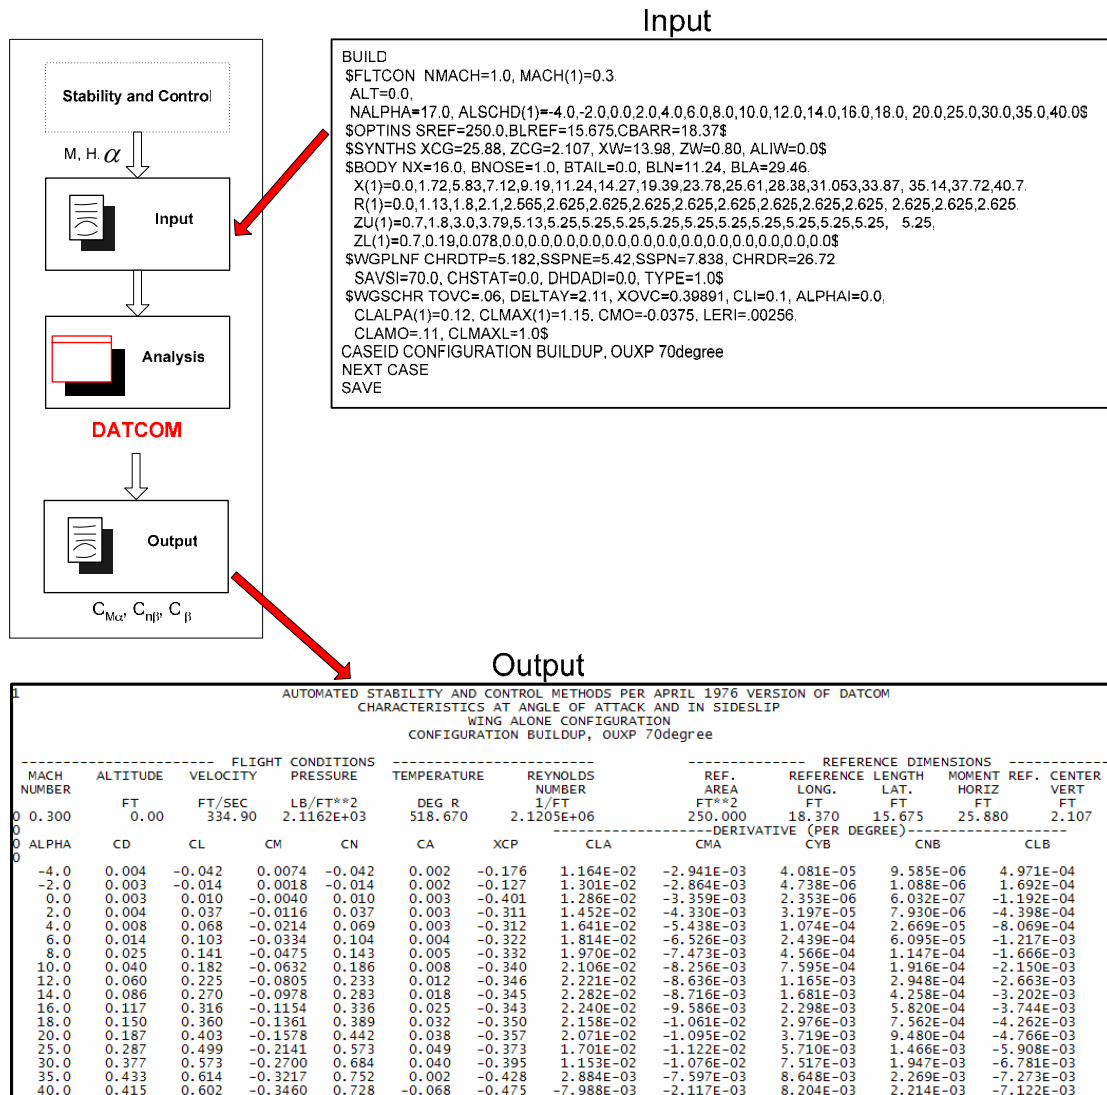 Input
Stability and Control
M, H. α
Input
Analysis
DATCOM
Output
C_Mα, C_nβ, C_β
BUILD
$FLTCON NMACH=1.0, MACH(1)=0.3,
ALT=0.0,
NALPHA=17.0, ALSCHD(1)=-4.0,-2.0,0.0,2.0,4.0,6.0,8.0,10.0,12.0,14.0,16.0,18.0, 20.0,25.0,30.0,35.0,40.0$
$OPTINS SREF=250.0,BLREF=15.675,CBARR=18.37$
$SYNTHS XCG=25.88, ZCG=2.107, XW=13.98, ZW=0.80, ALIW=0.0$
$BODY NX=16.0, BNOSE=1.0, BTAIL=0.0, BLN=11.24, BLA=29.46,
X(1)=0.0,1.72,5.83,7.12,9.19,11.24,14.27,19.39,23.78,25.61,28.38,31.053,33.87, 35.14,37.72,40.7,
R(1)=0.0,1.13,1.8,2.1,2.565,2.625,2.625,2.625,2.625,2.625,2.625,2.625,2.625, 2.625,2.625,2.625,
ZU(1)=0.7,1.8,3.0,3.79,5.13,5.25,5.25,5.25,5.25,5.25,5.25,5.25,5.25,5.25,5.25, 5.25,
ZL(1)=0.7,0.19,0.078,0.0,0.0,0.0,0.0,0.0,0.0,0.0,0.0,0.0,0.0,0.0,0.0,0.0$
$WGPLNF CHRDTP=5.182,SSPNE=5.42,SSPN=7.838, CHRDR=26.72,
SAVSI=70.0, CHSTAT=0.0, DHDADI=0.0, TYPE=1.0$
$WGSCHR TOVC=.06, DELTAY=2.11, XOVC=0.39891, CLI=0.1, ALPHAI=0.0,
CLALPA(1)=0.12, CLMAX(1)=1.15, CMO=-0.0375, LERI=.00256,
CLAMO=.11, CLMAXL=1.0$
CASEID CONFIGURATION BUILDUP, OUXP 70degree
NEXT CASE
SAVE
Output
1 AUTOMATED STABILITY AND CONTROL METHODS PER APRIL 1976 VERSION OF DATCOM
CHARACTERISTICS AT ANGLE OF ATTACK AND IN SIDESLIP
WING ALONE CONFIGURATION
CONFIGURATION BUILDUP, OUXP 70degree
----------------------- FLIGHT CONDITIONS ------------------------ -------------- REFERENCE DIMENSIONS ------------
MACH ALTITUDE VELOCITY PRESSURE TEMPERATURE REYNOLDS REF. REFERENCE LENGTH MOMENT REF. CENTER
NUMBER NUMBER AREA LONG. LAT. HORIZ VERT
FT FT/SEC LB/FT**2 DEG R 1/FT FT**2 FT FT FT FT
0 0.300 0.00 334.90 2.1162E+03 518.670 2.1205E+06 250.000 18.370 15.675 25.880 2.107
0 -------------------DERIVATIVE (PER DEGREE)-------------------
0 ALPHA CD CL CM CN CA XCP CLA CMA CYB CNB CLB
0
-4.0 0.004 -0.042 0.0074 -0.042 0.002 -0.176 1.164E-02 -2.941E-03 4.081E-05 9.585E-06 4.971E-04
-2.0 0.003 -0.014 0.0018 -0.014 0.002 -0.127 1.301E-02 -2.864E-03 4.738E-06 1.088E-06 1.692E-04
0.0 0.003 0.010 -0.0040 0.010 0.003 -0.401 1.286E-02 -3.359E-03 2.353E-06 6.032E-07 -1.192E-04
2.0 0.004 0.037 -0.0116 0.037 0.003 -0.311 1.452E-02 -4.330E-03 3.197E-05 7.930E-06 -4.398E-04
4.0 0.008 0.068 -0.0214 0.069 0.003 -0.312 1.641E-02 -5.438E-03 1.074E-04 2.669E-05 -8.069E-04
6.0 0.014 0.103 -0.0334 0.104 0.004 -0.322 1.814E-02 -6.526E-03 2.439E-04 6.095E-05 -1.217E-03
8.0 0.025 0.141 -0.0475 0.143 0.005 -0.332 1.970E-02 -7.473E-03 4.566E-04 1.147E-04 -1.666E-03
10.0 0.040 0.182 -0.0632 0.186 0.008 -0.340 2.106E-02 -8.256E-03 7.595E-04 1.916E-04 -2.150E-03
12.0 0.060 0.225 -0.0805 0.233 0.012 -0.346 2.221E-02 -8.636E-03 1.165E-03 2.948E-04 -2.663E-03
14.0 0.086 0.270 -0.0978 0.283 0.018 -0.345 2.282E-02 -8.716E-03 1.681E-03 4.258E-04 -3.202E-03
16.0 0.117 0.316 -0.1154 0.336 0.025 -0.343 2.240E-02 -9.586E-03 2.298E-03 5.820E-04 -3.744E-03
18.0 0.150 0.360 -0.1361 0.389 0.032 -0.350 2.158E-02 -1.061E-02 2.976E-03 7.562E-04 -4.262E-03
20.0 0.187 0.403 -0.1578 0.442 0.038 -0.357 2.071E-02 -1.095E-02 3.719E-03 9.480E-04 -4.766E-03
25.0 0.287 0.499 -0.2141 0.573 0.049 -0.373 1.701E-02 -1.122E-02 5.710E-03 1.466E-03 -5.908E-03
30.0 0.377 0.573 -0.2700 0.684 0.040 -0.395 1.153E-02 -1.076E-02 7.517E-03 1.947E-03 -6.781E-03
35.0 0.433 0.614 -0.3217 0.752 0.002 -0.428 2.884E-03 -7.597E-03 8.648E-03 2.269E-03 -7.273E-03
40.0 0.415 0.602 -0.3460 0.728 -0.068 -0.475 -7.988E-03 -2.117E-03 8.204E-03 2.214E-03 -7.122E-03